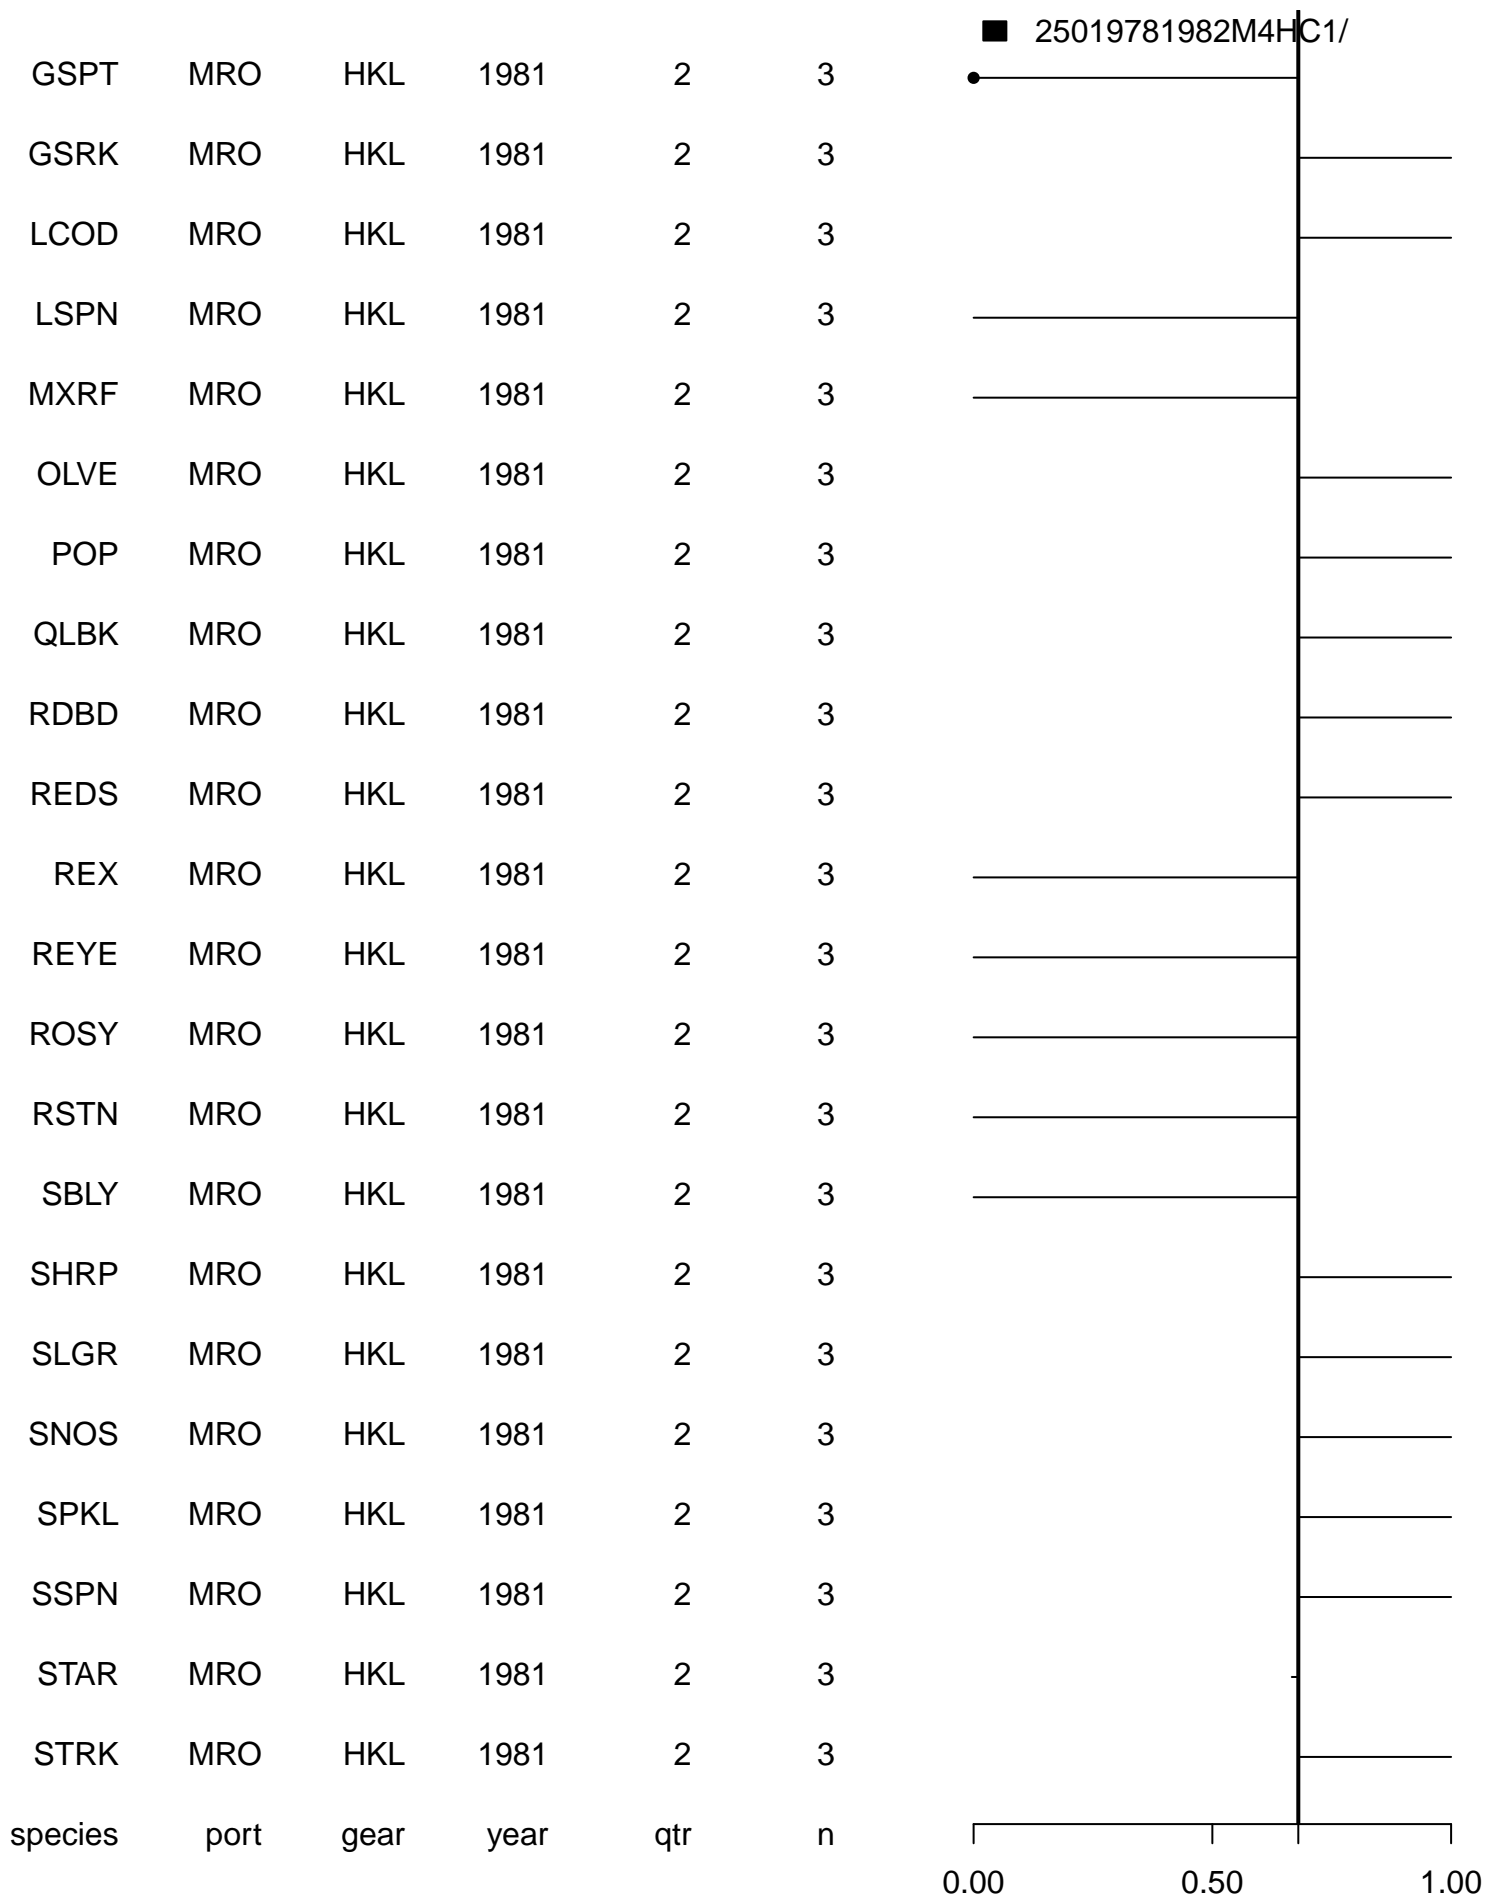 25019781982M4HC1/
GSPT MRO HKL 1981 2 3
GSRK MRO HKL 1981 2 3
LCOD MRO HKL 1981 2 3
LSPN MRO HKL 1981 2 3
MXRF MRO HKL 1981 2 3
OLVE MRO HKL 1981 2 3
POP MRO HKL 1981 2 3
QLBK MRO HKL 1981 2 3
RDBD MRO HKL 1981 2 3
REDS MRO HKL 1981 2 3
REX MRO HKL 1981 2 3
REYE MRO HKL 1981 2 3
ROSY MRO HKL 1981 2 3
RSTN MRO HKL 1981 2 3
SBLY MRO HKL 1981 2 3
SHRP MRO HKL 1981 2 3
SLGR MRO HKL 1981 2 3
SNOS MRO HKL 1981 2 3
SPKL MRO HKL 1981 2 3
SSPN MRO HKL 1981 2 3
STAR MRO HKL 1981 2 3
STRK MRO HKL 1981 2 3
species port gear year qtr n
0.00 0.50 1.00